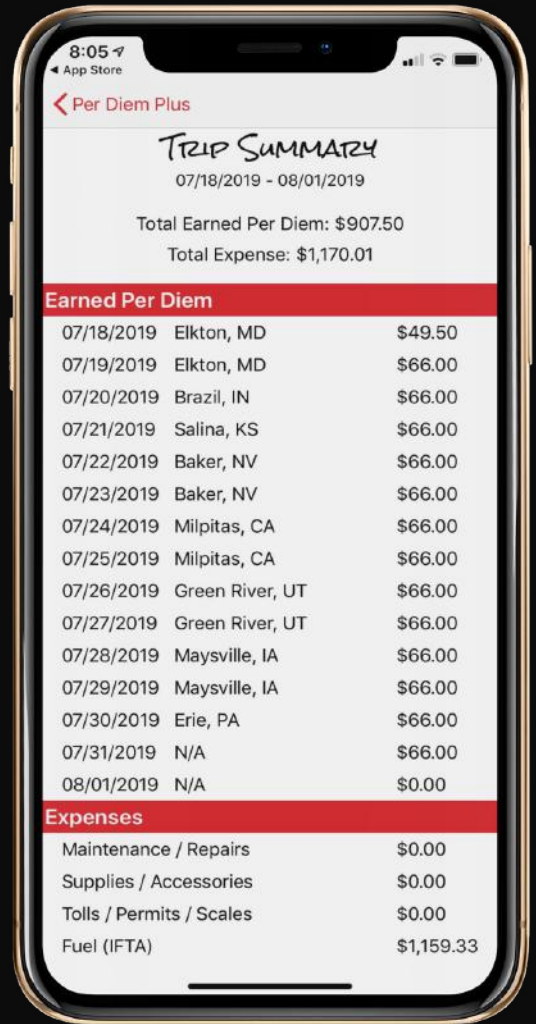 8:05
App Store
Per Diem Plus
Trip Summary
07/18/2019 - 08/01/2019
Total Earned Per Diem: $907.50
Total Expense: $1,170.01
Earned Per Diem
07/18/2019 Elkton, MD $49.50
07/19/2019 Elkton, MD $66.00
07/20/2019 Brazil, IN $66.00
07/21/2019 Salina, KS $66.00
07/22/2019 Baker, NV $66.00
07/23/2019 Baker, NV $66.00
07/24/2019 Milpitas, CA $66.00
07/25/2019 Milpitas, CA $66.00
07/26/2019 Green River, UT $66.00
07/27/2019 Green River, UT $66.00
07/28/2019 Maysville, IA $66.00
07/29/2019 Maysville, IA $66.00
07/30/2019 Erie, PA $66.00
07/31/2019 N/A $66.00
08/01/2019 N/A $0.00
Expenses
Maintenance / Repairs $0.00
Supplies / Accessories $0.00
Tolls / Permits / Scales $0.00
Fuel (IFTA) $1,159.33